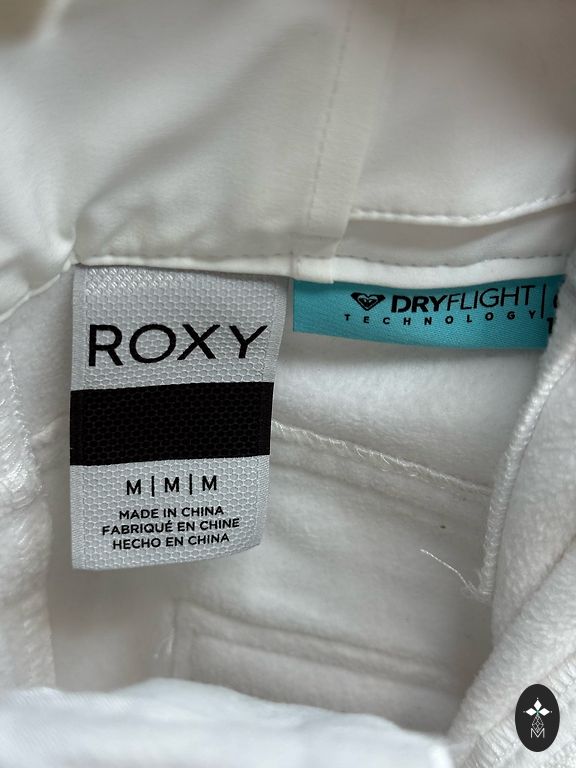 ROXY
M|M|M
MADE IN CHINA
FABRIQUÉ EN CHINE
HECHO EN CHINA
DRYFLIGHT
TECHNOLOGY
M